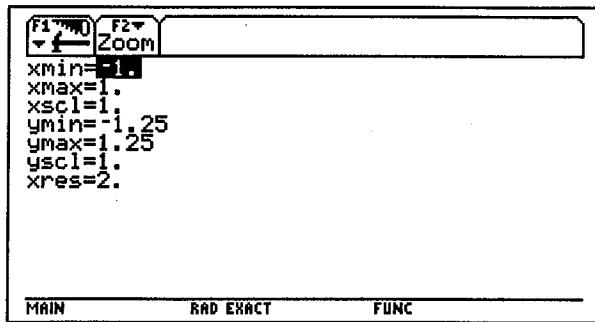 F1 F2
Zoom
xmin=-1.
xmax=1.
xscl=1.
ymin=-1.25
ymax=1.25
yscl=1.
xres=2.
MAIN RAD EXACT FUNC